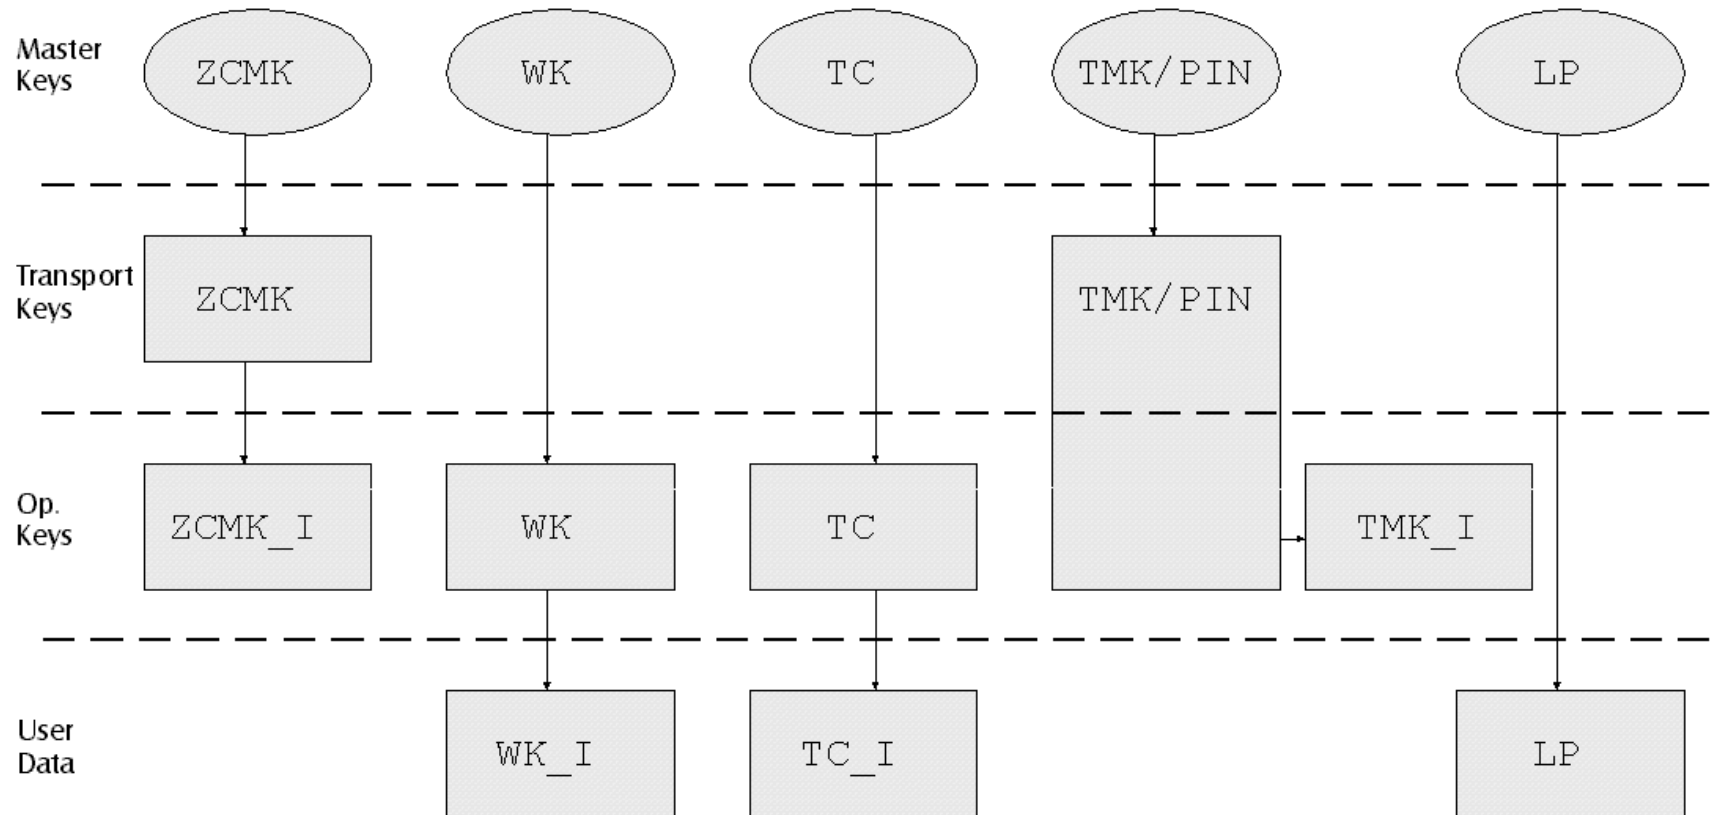 Master
Keys
ZCMK
WK
TC
TMK/PIN
LP
Transport
Keys
ZCMK
TMK/PIN
Op.
Keys
ZCMK_I
WK
TC
TMK_I
User
Data
WK_I
TC_I
LP